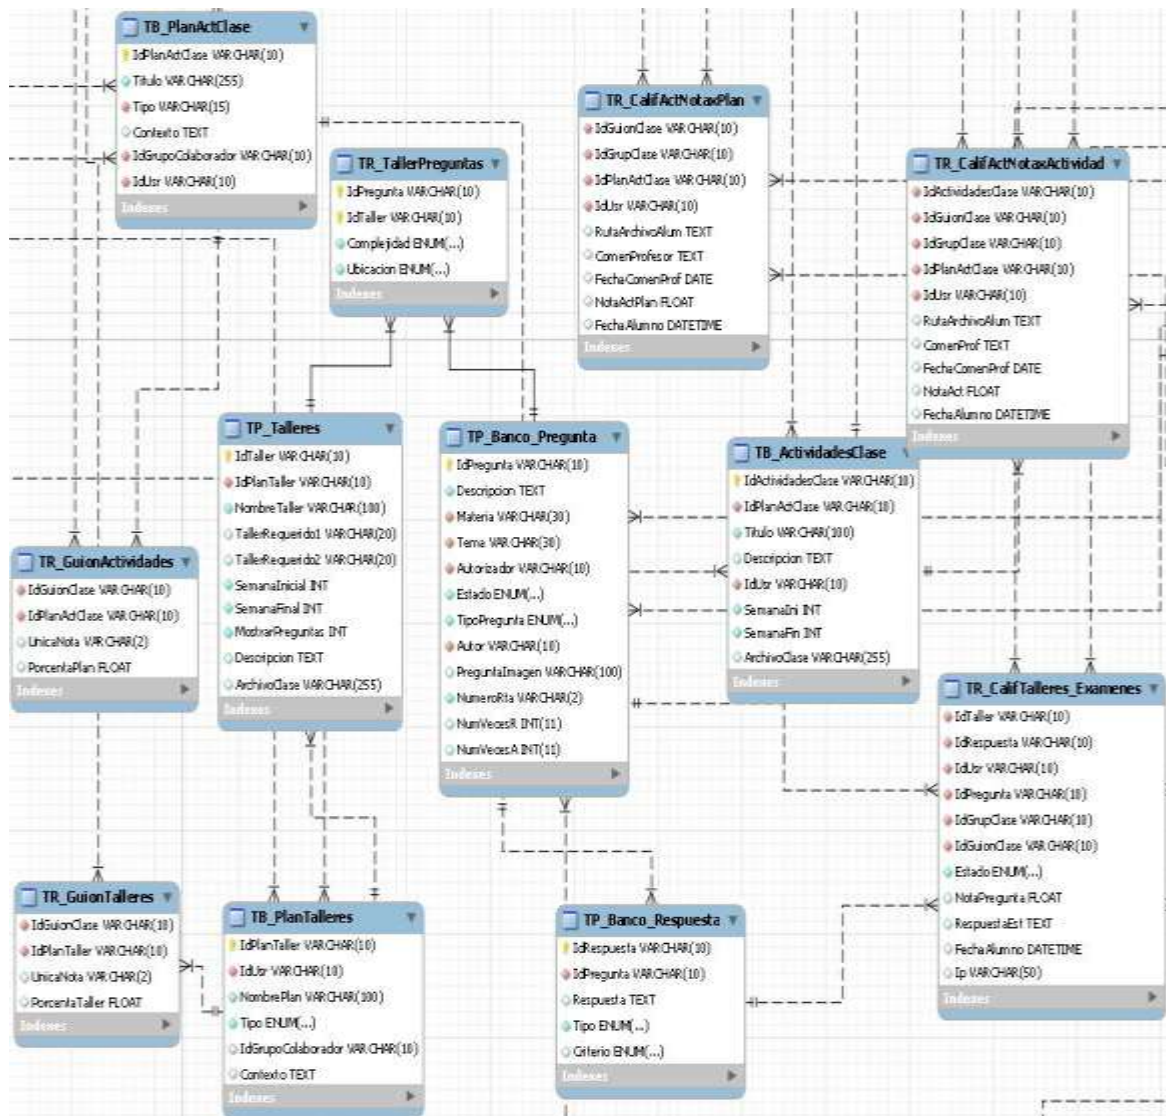 TB_PlanActClase
IdPlanActClase VARCHAR(10)
Titulo VARCHAR(255)
Tipo VARCHAR(15)
Contexto TEXT
IdGrupoColaborador VARCHAR(10)
IdUsr VARCHAR(10)
Indexes
TR_TallerPreguntas
IdPregunta VARCHAR(10)
IdTaller VARCHAR(10)
Complejidad ENUM(...)
Ubicacion ENUM(...)
Indexes
TR_CalifActNotaxPlan
IdGuionClase VARCHAR(10)
IdGrupClase VARCHAR(10)
IdPlanActClase VARCHAR(10)
IdUsr VARCHAR(10)
RutaArchivoAlum TEXT
ComenProfesor TEXT
FechaComenProf DATE
NotaActPlan FLOAT
FechaAlumno DATETIME
Indexes
TR_CalifActNotaxActividad
IdActividadesClase VARCHAR(10)
IdGuionClase VARCHAR(10)
IdGrupClase VARCHAR(10)
IdPlanActClase VARCHAR(10)
IdUsr VARCHAR(10)
RutaArchivoAlum TEXT
ComenProf TEXT
FechaComenProf DATE
NotaAct FLOAT
FechaAlumno DATETIME
Indexes
TP_Talleres
IdTaller VARCHAR(10)
IdPlanTaller VARCHAR(10)
NombreTaller VARCHAR(100)
TallerRequerido1 VARCHAR(20)
TallerRequerido2 VARCHAR(20)
SemanaInicial INT
SemanaFinal INT
MostrarPreguntas INT
Descripcion TEXT
ArchivoClase VARCHAR(255)
Indexes
TP_Banco_Pregunta
IdPregunta VARCHAR(10)
Descripcion TEXT
Materia VARCHAR(30)
Tema VARCHAR(30)
Autorizador VARCHAR(10)
Estado ENUM(...)
TipoPregunta ENUM(...)
Autor VARCHAR(10)
PreguntaImagen VARCHAR(100)
NumeroRta VARCHAR(2)
NumVecesR INT(11)
NumVecesA INT(11)
Indexes
TB_ActividadesClase
IdActividadesClase VARCHAR(10)
IdPlanActClase VARCHAR(10)
Titulo VARCHAR(100)
Descripcion TEXT
IdUsr VARCHAR(10)
SemanaIni INT
SemanaFin INT
ArchivoClase VARCHAR(255)
Indexes
TR_GuionActividades
IdGuionClase VARCHAR(10)
IdPlanActClase VARCHAR(10)
UnicaNota VARCHAR(2)
PorcentaPlan FLOAT
Indexes
TR_CalifTalleres_Examenes
IdTaller VARCHAR(10)
IdRespuesta VARCHAR(10)
IdUsr VARCHAR(10)
IdPregunta VARCHAR(10)
IdGrupClase VARCHAR(10)
IdGuionClase VARCHAR(10)
Estado ENUM(...)
NotaPregunta FLOAT
RespuestaEst TEXT
FechaAlumno DATETIME
Ip VARCHAR(50)
Indexes
TR_GuionTalleres
IdGuionClase VARCHAR(10)
IdPlanTaller VARCHAR(10)
UnicaNota VARCHAR(2)
PorcentaTaller FLOAT
Indexes
TB_PlanTalleres
IdPlanTaller VARCHAR(10)
IdUsr VARCHAR(10)
NombrePlan VARCHAR(100)
Tipo ENUM(...)
IdGrupoColaborador VARCHAR(10)
Contexto TEXT
Indexes
TP_Banco_Respuesta
IdRespuesta VARCHAR(10)
IdPregunta VARCHAR(10)
Respuesta TEXT
Tipo ENUM(...)
Criterio ENUM(...)
Indexes